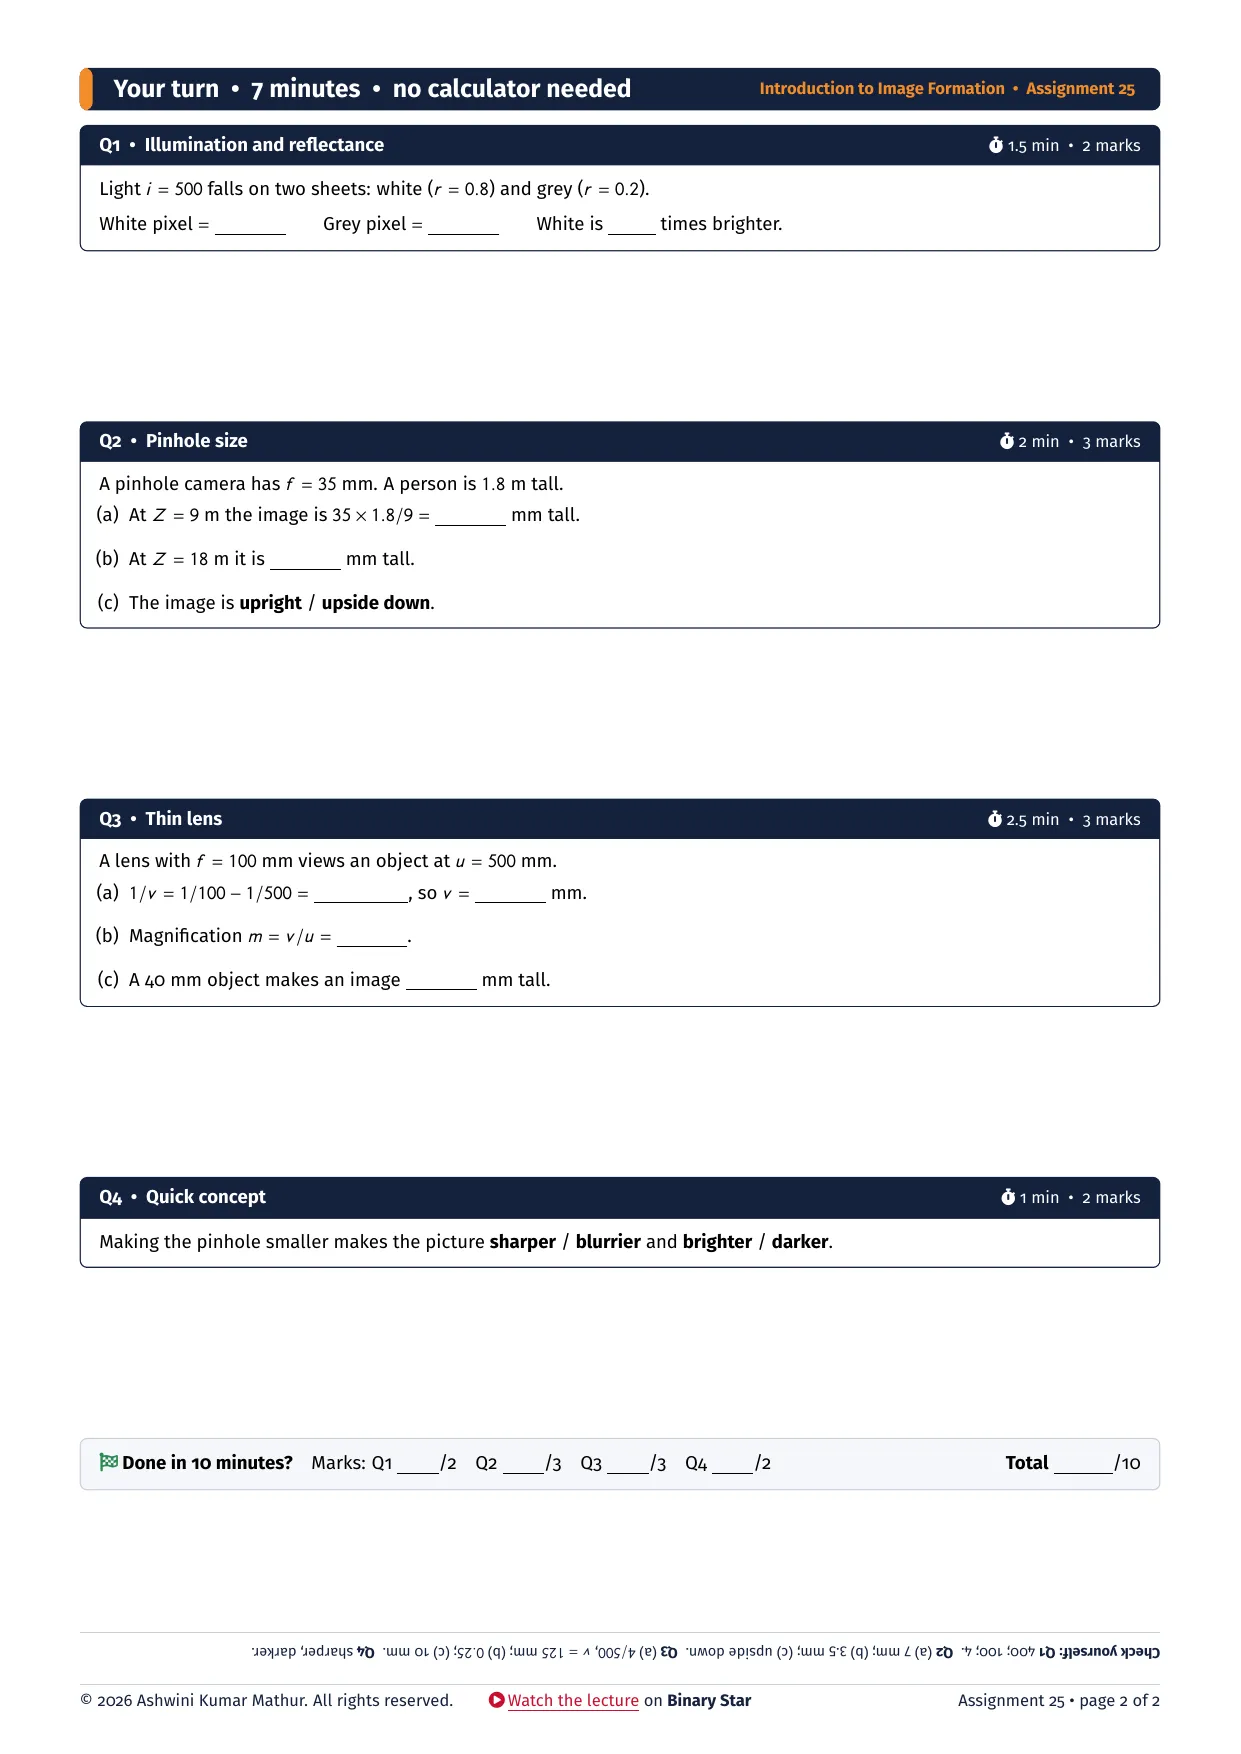 Your turn • 7 minutes • no calculator needed Introduction to Image Formation • Assignment 25
Q1 • Illumination and reflectance 1.5 min • 2 marks
Light i = 500 falls on two sheets: white (r = 0.8) and grey (r = 0.2).
White pixel = _______ Grey pixel = _______ White is _____ times brighter.
Q2 • Pinhole size 2 min • 3 marks
A pinhole camera has f = 35 mm. A person is 1.8 m tall.
(a) At Z = 9 m the image is 35 × 1.8/9 = _______ mm tall.
(b) At Z = 18 m it is _______ mm tall.
(c) The image is upright / upside down.
Q3 • Thin lens 2.5 min • 3 marks
A lens with f = 100 mm views an object at u = 500 mm.
(a) 1/v = 1/100 − 1/500 = _________, so v = _______ mm.
(b) Magnification m = v/u = _______.
(c) A 40 mm object makes an image _______ mm tall.
Q4 • Quick concept 1 min • 2 marks
Making the pinhole smaller makes the picture sharper / blurrier and brighter / darker.
Done in 10 minutes? Marks: Q1 ____/2 Q2 ____/3 Q3 ____/3 Q4 ____/2 Total ______/10
Check yourself: Q1 400; 100; 4. Q2 (a) 7 mm; (b) 3.5 mm; (c) upside down. Q3 (a) 4/500, v = 125 mm; (b) 0.25; (c) 10 mm. Q4 sharper, darker.
© 2026 Ashwini Kumar Mathur. All rights reserved. Watch the lecture on Binary Star Assignment 25 • page 2 of 2